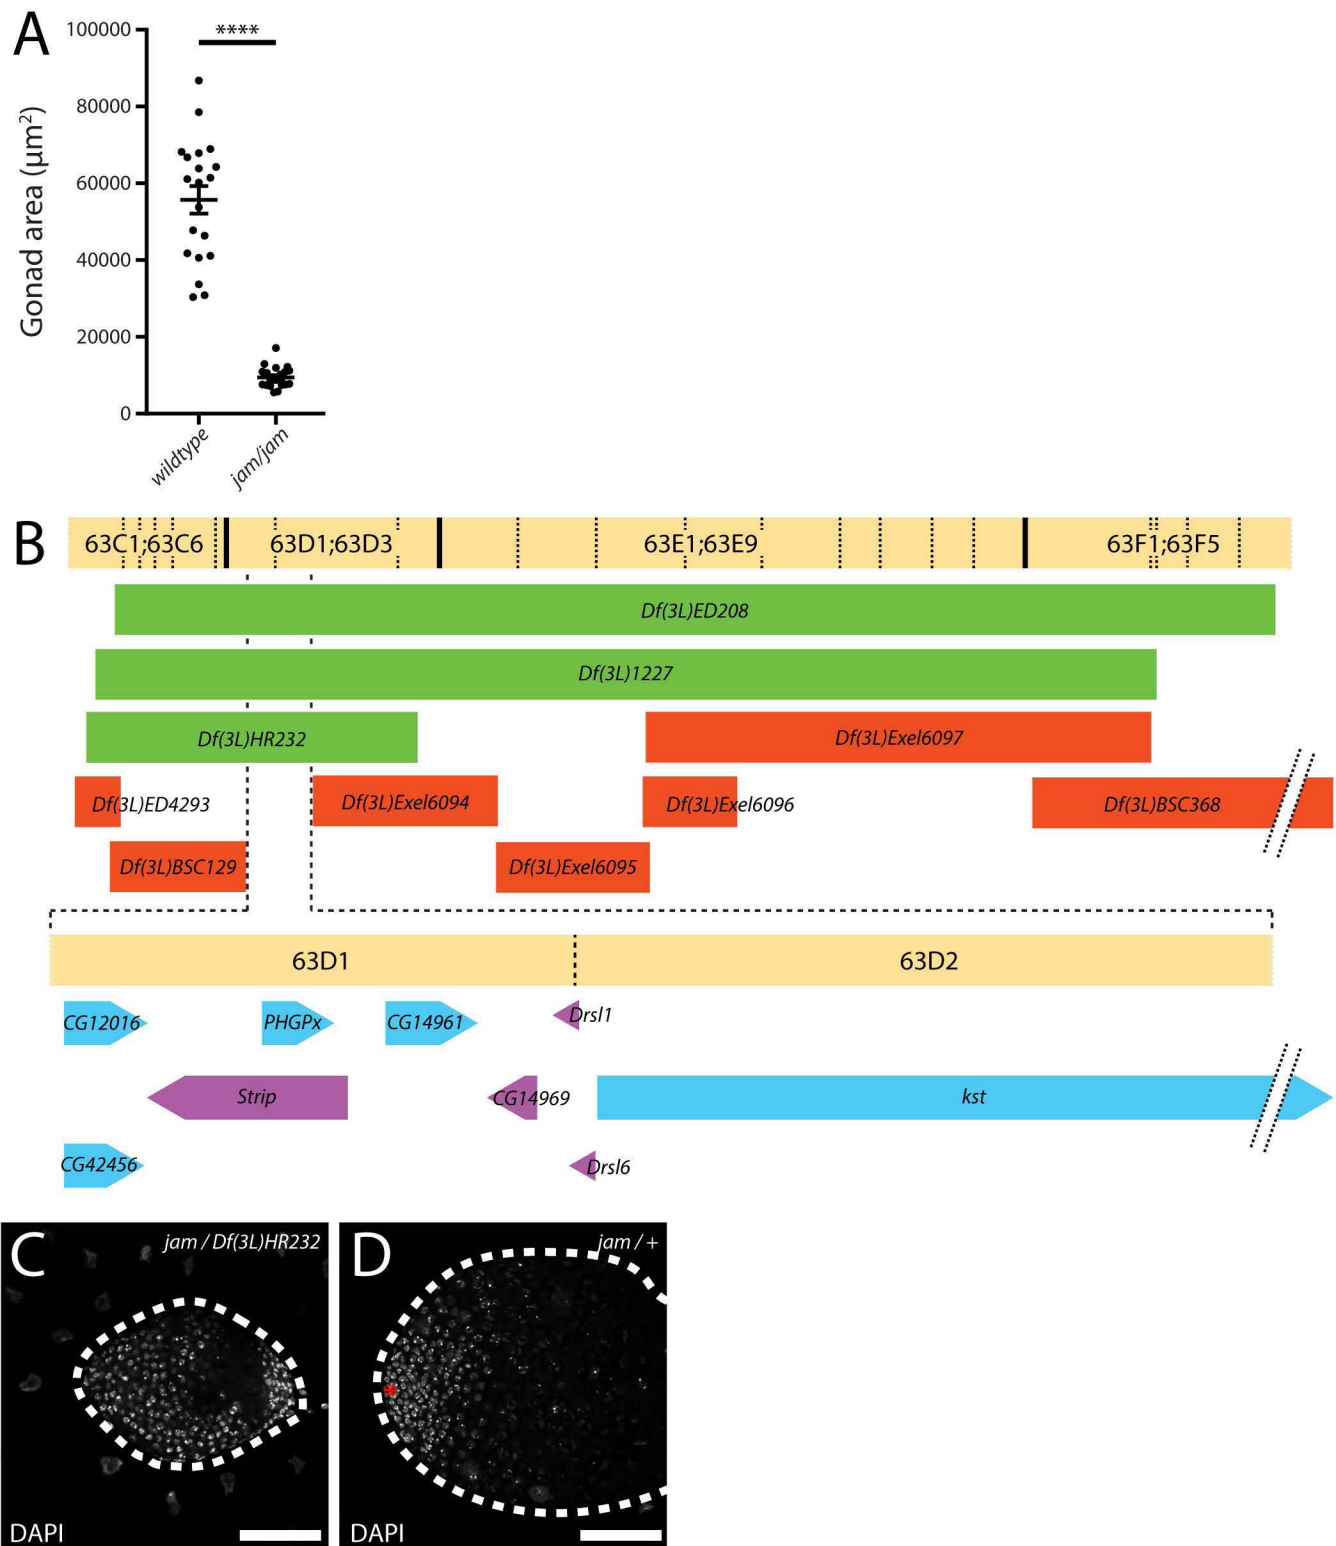 A
****
100000
80000
60000
40000
20000
0
Gonad area (µm²)
wildtype
jam/jam
B
63C1;63C6 63D1;63D3 63E1;63E9 63F1;63F5
Df(3L)ED208
Df(3L)1227
Df(3L)HR232 Df(3L)Exel6097
Df(3L)ED4293 Df(3L)Exel6094 Df(3L)Exel6096 Df(3L)BSC368
Df(3L)BSC129 Df(3L)Exel6095
63D1 63D2
CG12016 PHGPx CG14961 Drsl1
Strip CG14969 kst
CG42456 Drsl6
C jam / Df(3L)HR232
DAPI
D jam / +
*
DAPI